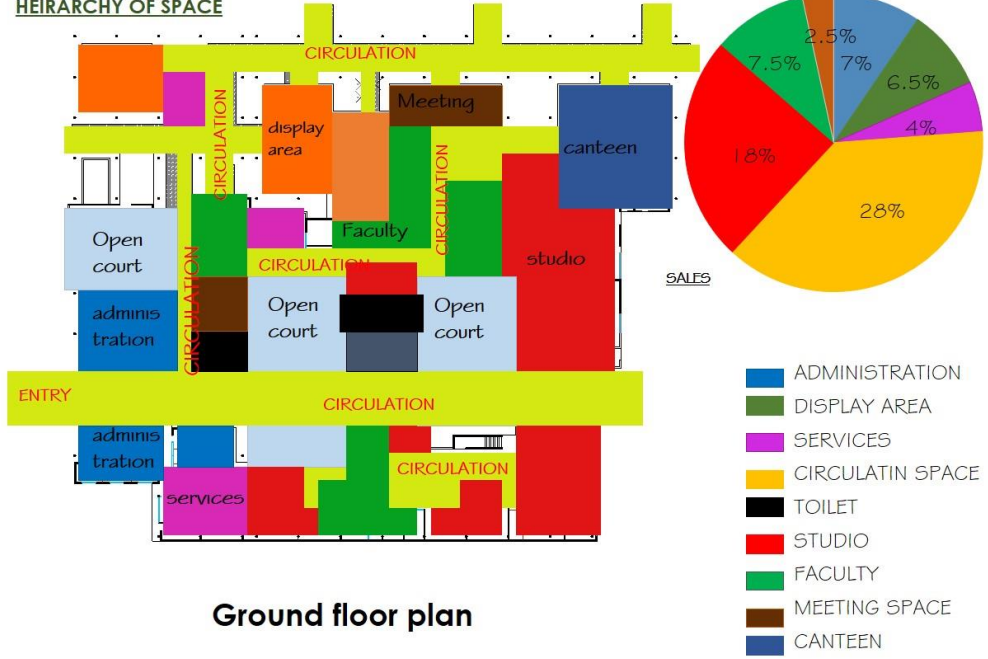 HEIRARCHY OF SPACE
CIRCULATION
CIRCULATION
display
area
Meeting
canteen
CIRCULATION
Faculty
studio
Open
court
CIRCULATION
CIRCULATION
Open
court
Open
court
adminis
tration
ENTRY
CIRCULATION
adminis
tration
CIRCULATION
services
Ground floor plan
2.5%
7%
7.5%
6.5%
4%
18%
28%
SALES
ADMINISTRATION
DISPLAY AREA
SERVICES
CIRCULATIN SPACE
TOILET
STUDIO
FACULTY
MEETING SPACE
CANTEEN